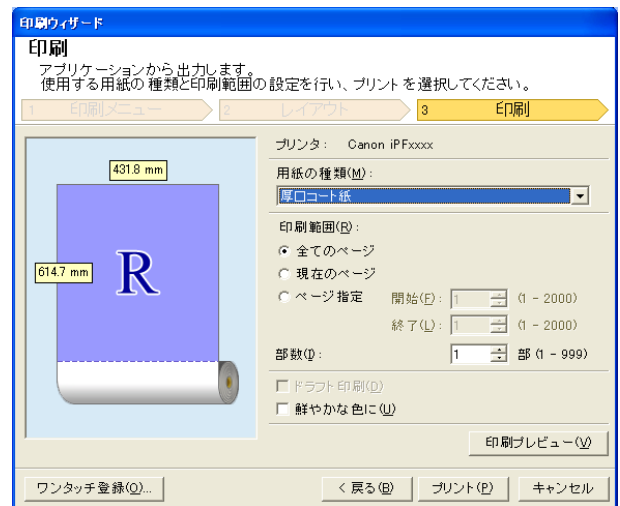 印刷ウィザード
印刷
アプリケーションから出力します。
使用する用紙の種類と印刷範囲の設定を行い、プリントを選択してください。
1 印刷メニュー 2 レイアウト 3 印刷
プリンタ: Canon iPFxxxx
431.8 mm
用紙の種類(M):
厚口コート紙
印刷範囲(R):
全てのページ
614.7 mm
R
現在のページ
ページ指定 開始(F): 1 (1 - 2000)
終了(L): 1 (1 - 2000)
部数(I): 1 部 (1 - 999)
ドラフト印刷(D)
鮮やかな色に(U)
印刷プレビュー(V)
ワンタッチ登録(O)... < 戻る(B) プリント(P) キャンセル